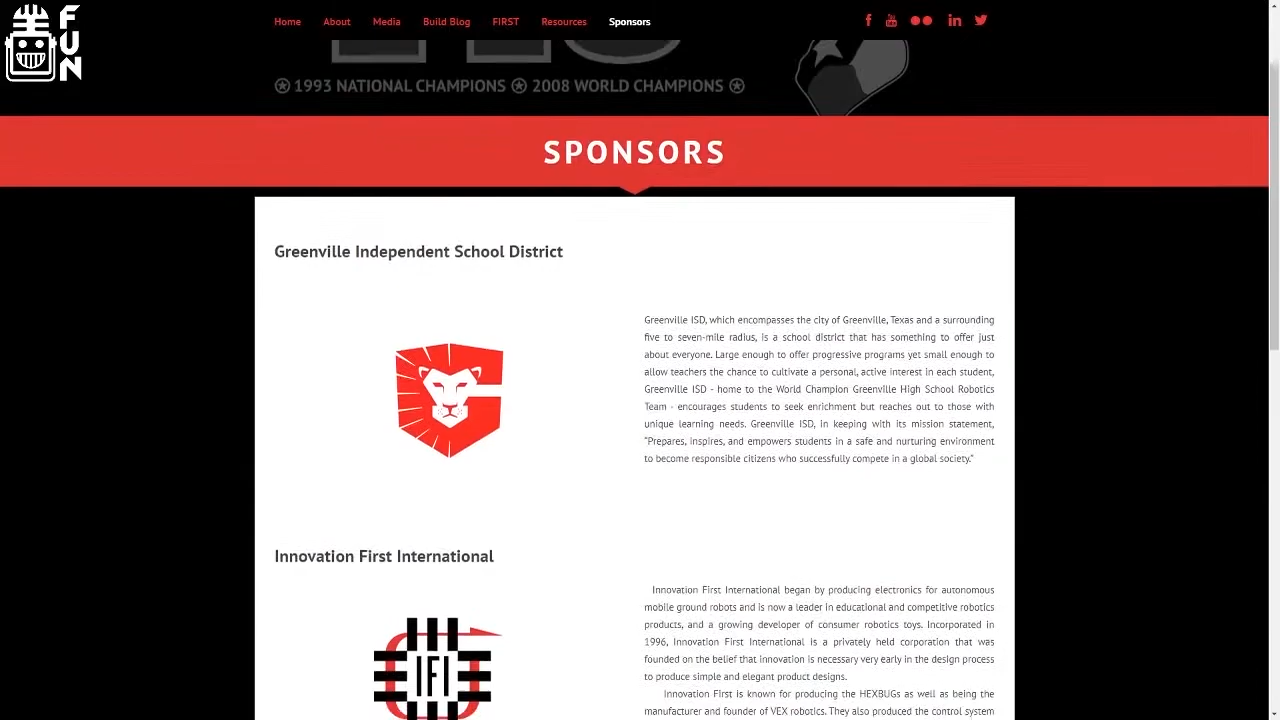 FUN
Home About Media Build Blog FIRST Resources Sponsors
1993 NATIONAL CHAMPIONS 2008 WORLD CHAMPIONS
SPONSORS
Greenville Independent School District
Greenville ISD, which encompasses the city of Greenville, Texas and a surrounding
five to seven-mile radius, is a school district that has something to offer just
about everyone. Large enough to offer progressive programs yet small enough to
allow teachers the chance to cultivate a personal, active interest in each student,
Greenville ISD - home to the World Champion Greenville High School Robotics
Team - encourages students to seek enrichment but reaches out to those with
unique learning needs. Greenville ISD, in keeping with its mission statement,
"Prepares, inspires, and empowers students in a safe and nurturing environment
to become responsible citizens who successfully compete in a global society."
Innovation First International
Innovation First International began by producing electronics for autonomous
mobile ground robots and is now a leader in educational and competitive robotics
products, and a growing developer of consumer robotics toys. Incorporated in
1996, Innovation First International is a privately held corporation that was
founded on the belief that innovation is necessary very early in the design process
to produce simple and elegant product designs.
IFI
Innovation First is known for producing the HEXBUGs as well as being the
manufacturer and founder of VEX robotics. They also produced the control system